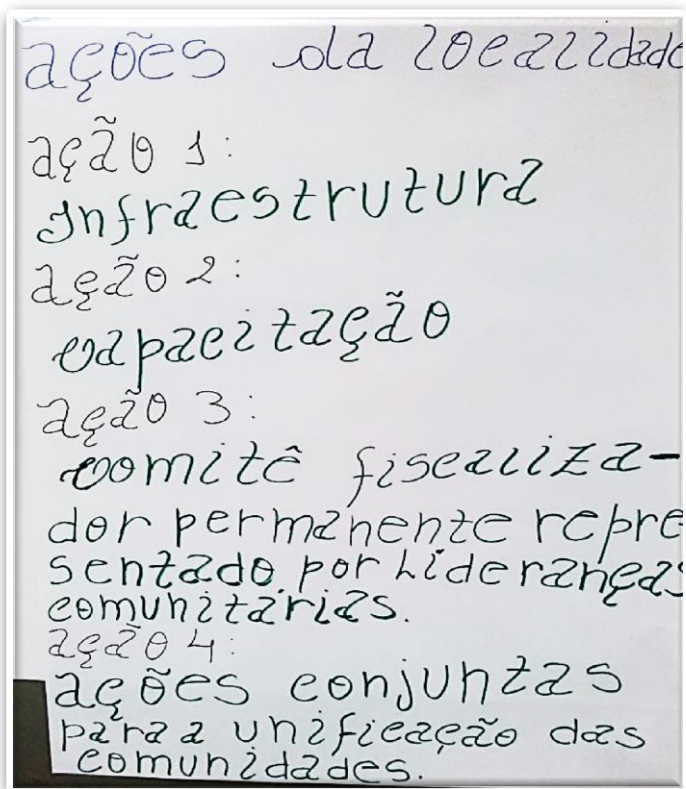 ações da localidade
ação 1:
Infraestrutura
ação 2:
capacitação
ação 3:
comitê fiscaliza-
dor permanente repre
sentado por Lideranças
comunitárias.
ação 4:
ações conjuntas
para a unificação das
comunidades.